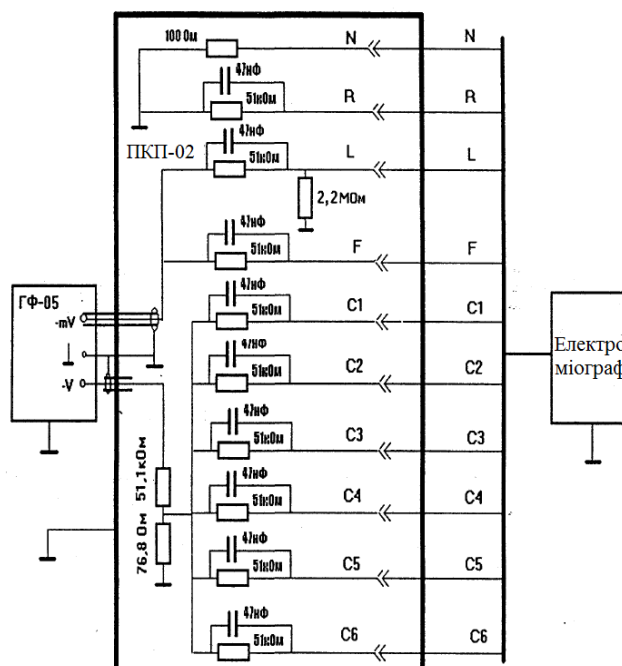 100 Ом N N
47нФ
51кОм R R
ПКП-02
47нФ
51кОм L L
2,2МОм
47нФ
51кОм F F
ГФ-05
-mV
-V
47нФ
51кОм C1 C1
47нФ
51кОм C2 C2
Електро
міограф
47нФ
51кОм C3 C3
51,1кОм
76,8 Ом
47нФ
51кОм C4 C4
47нФ
51кОм C5 C5
47нФ
51кОм C6 C6